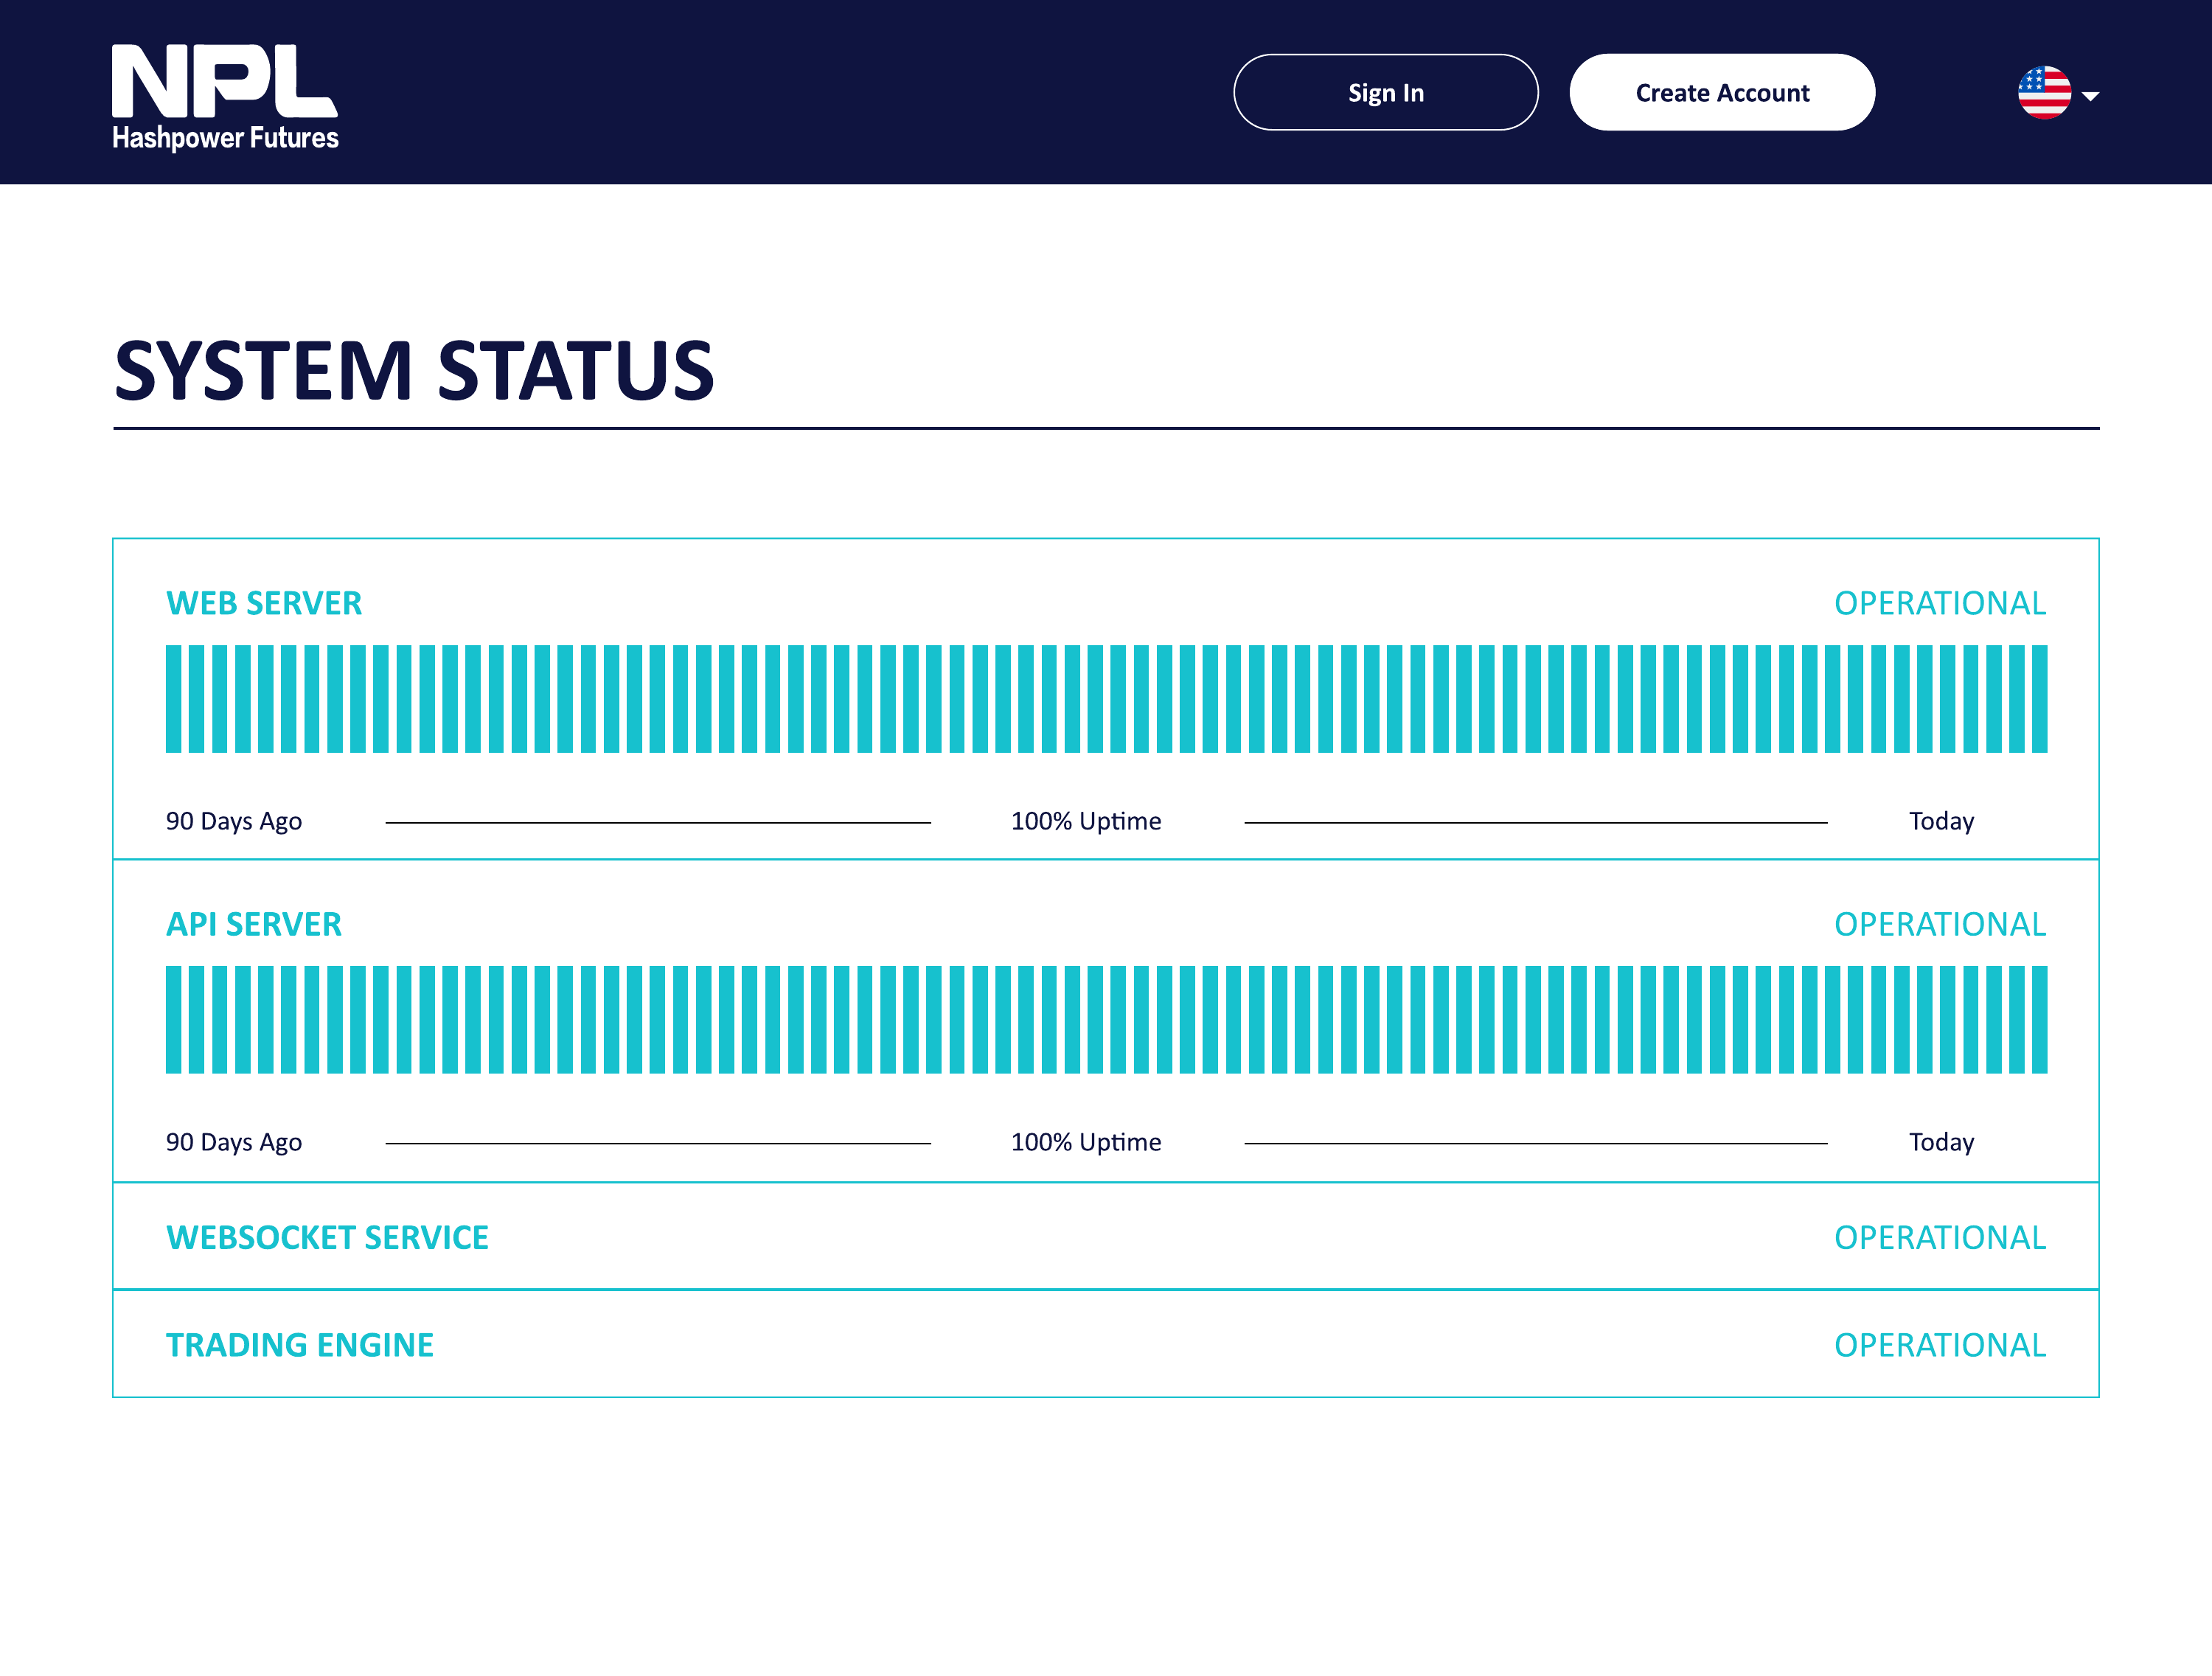 NPL
Hashpower Futures
Sign In
Create Account
SYSTEM STATUS
WEB SERVER
OPERATIONAL
90 Days Ago
100% Uptime
Today
API SERVER
OPERATIONAL
90 Days Ago
100% Uptime
Today
WEBSOCKET SERVICE
OPERATIONAL
TRADING ENGINE
OPERATIONAL